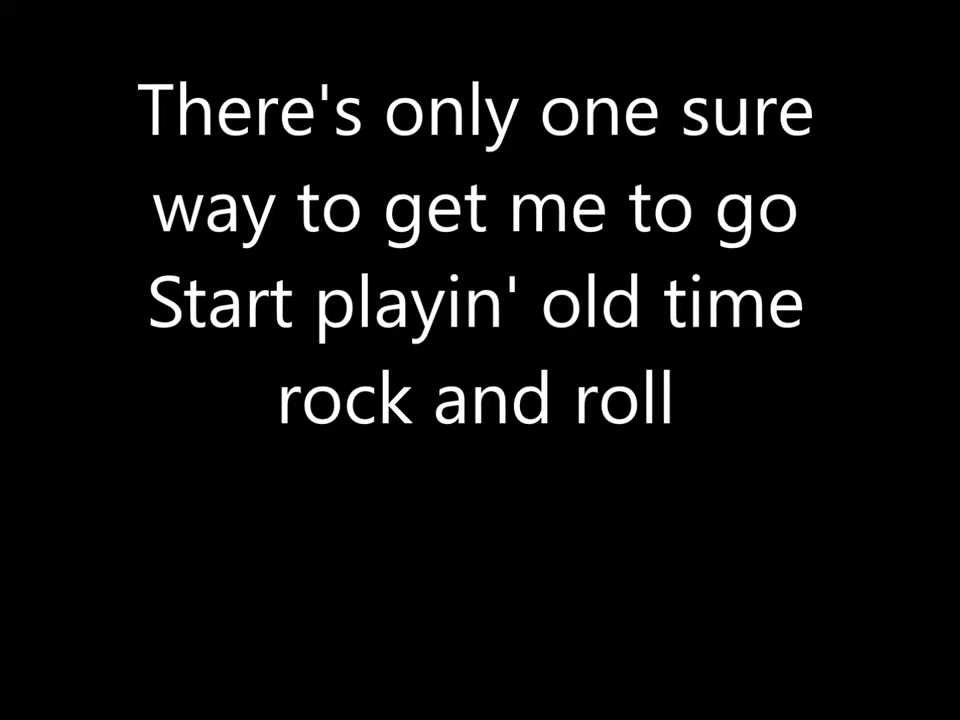 There's only one sure
way to get me to go
Start playin' old time
rock and roll